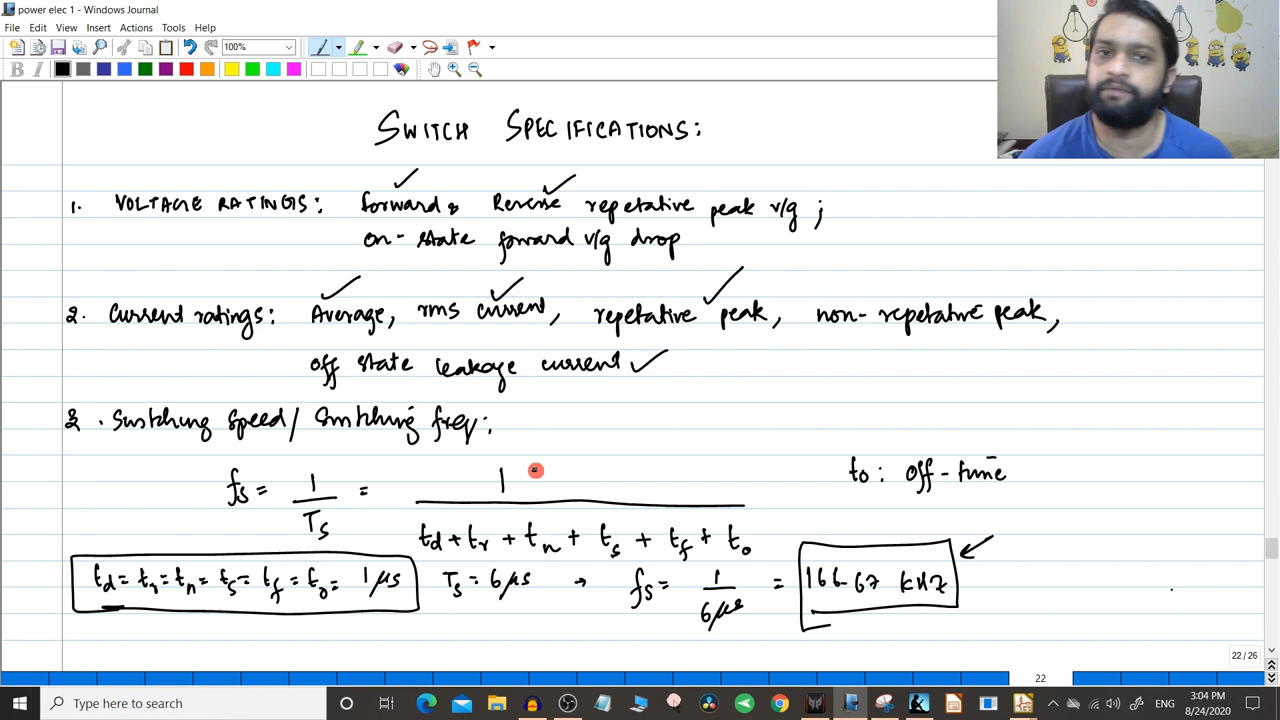 power elec 1 - Windows Journal
File Edit View Insert Actions Tools Help
100%
B I
SWITCH SPECIFICATIONS:
1. VOLTAGE RATINGS: forward & Reverse repetative peak v/g ;
on-state forward v/g drop
2. Current ratings: Average, rms current, repetative peak, non-repetative peak,
off state leakage current
3. Switching speed/ Switching freq:
fs = 1/Ts = 1/(td + tr + tn + ts + tf + to)
to: off-time
td = tr = tn = ts = tf = to = 1 μs Ts = 6 μs → fs = 1/6μs = 166.67 kHz
22 / 26
22
Type here to search
3:04 PM
8/24/2020